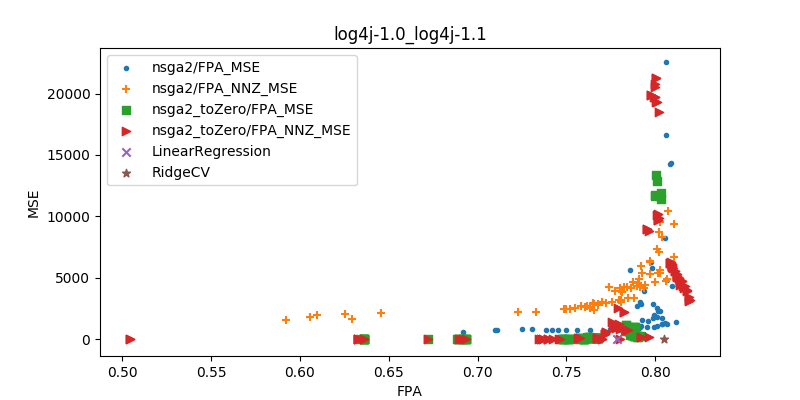 log4j-1.0_log4j-1.1
nsga2/FPA_MSE
nsga2/FPA_NNZ_MSE
nsga2_toZero/FPA_MSE
nsga2_toZero/FPA_NNZ_MSE
LinearRegression
RidgeCV
MSE
20000
15000
10000
5000
0
0.50
0.55
0.60
0.65
0.70
0.75
0.80
FPA